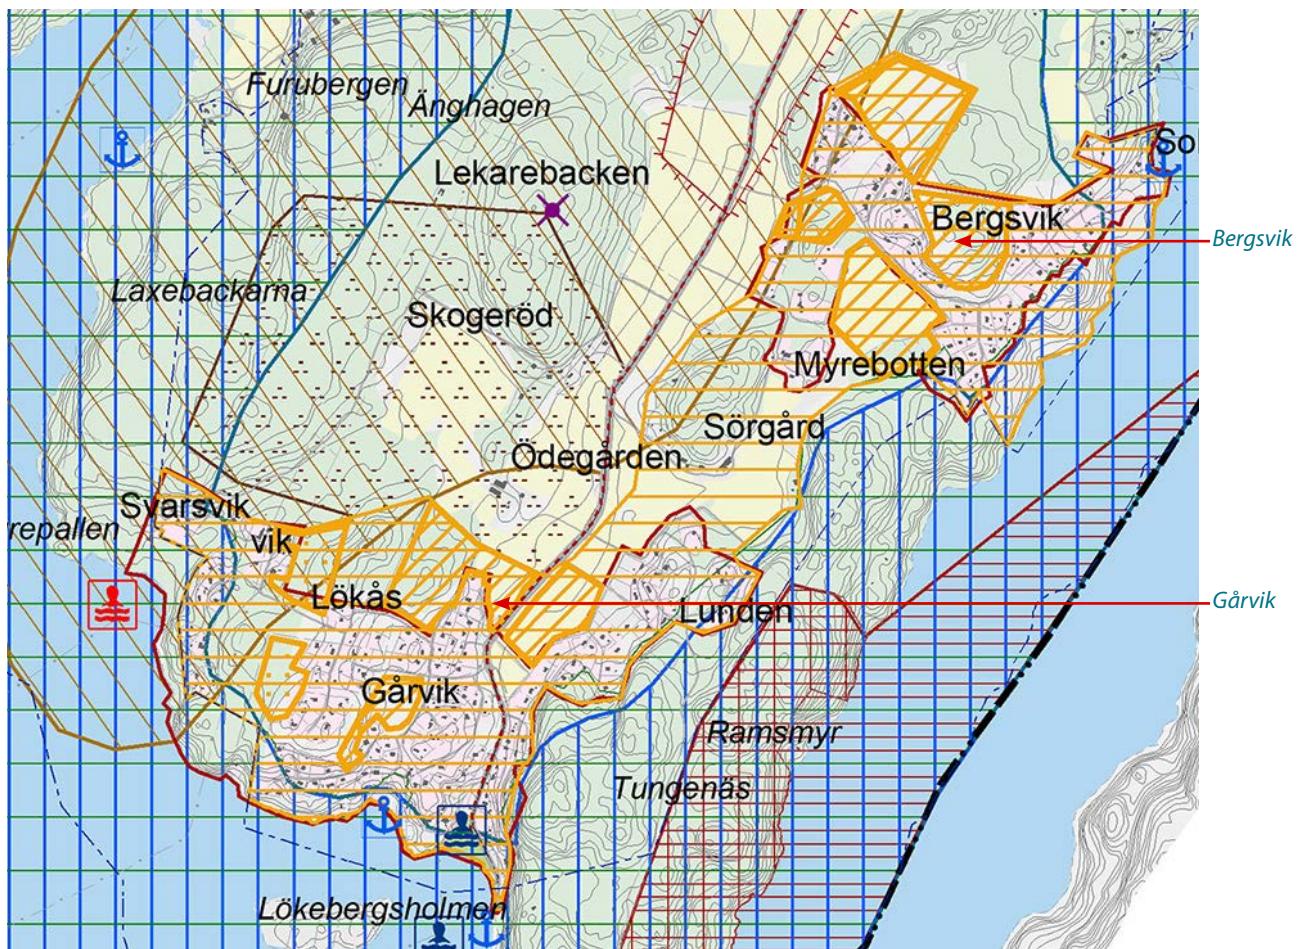 Furubergen
Änghagen
Lekarebacken
Bergsvik
Bergsvik
Laxebackarna
Skogeröd
Myrebotten
Sörgård
Ödegården
Svarsvik
vik
repallen
Lökås
Lunden
Gårvik
Gårvik
Ramsmyr
Tungenäs
Lökebergsholmen